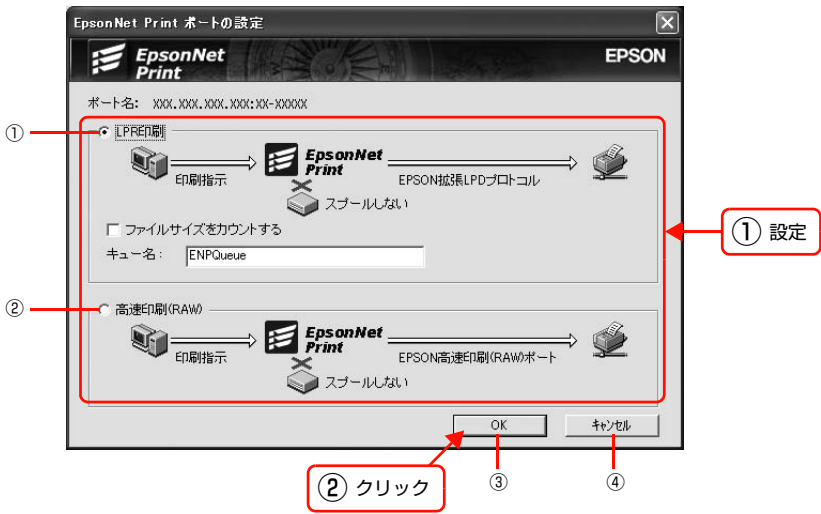 EpsonNet Print ポートの設定
EpsonNet
Print
EPSON
ポート名: XXX.XXX.XXX.XXX:XX-XXXXX
①
LPR印刷
EpsonNet
Print
印刷指示
EPSON拡張LPDプロトコル
スプールしない
ファイルサイズをカウントする
キュー名:
ENPQueue
① 設定
②
高速印刷(RAW)
EpsonNet
Print
印刷指示
EPSON高速印刷(RAW)ポート
スプールしない
OK
キャンセル
② クリック
③
④